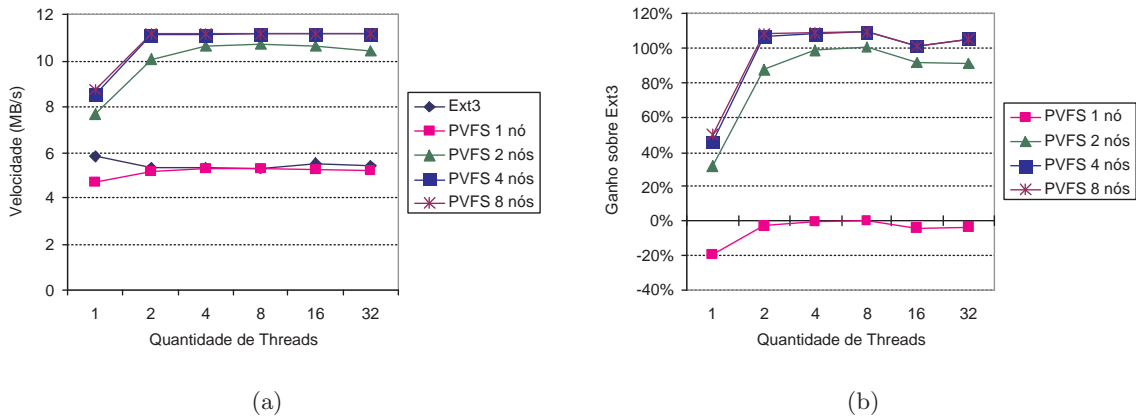 12
10
8
6
4
2
0
Velocidade (MB/s)
1 2 4 8 16 32
Quantidade de Threads
Ext3
PVFS 1 nó
PVFS 2 nós
PVFS 4 nós
PVFS 8 nós
(a)
120%
100%
80%
60%
40%
20%
0%
-20%
-40%
Ganho sobre Ext3
1 2 4 8 16 32
Quantidade de Threads
PVFS 1 nó
PVFS 2 nós
PVFS 4 nós
PVFS 8 nós
(b)